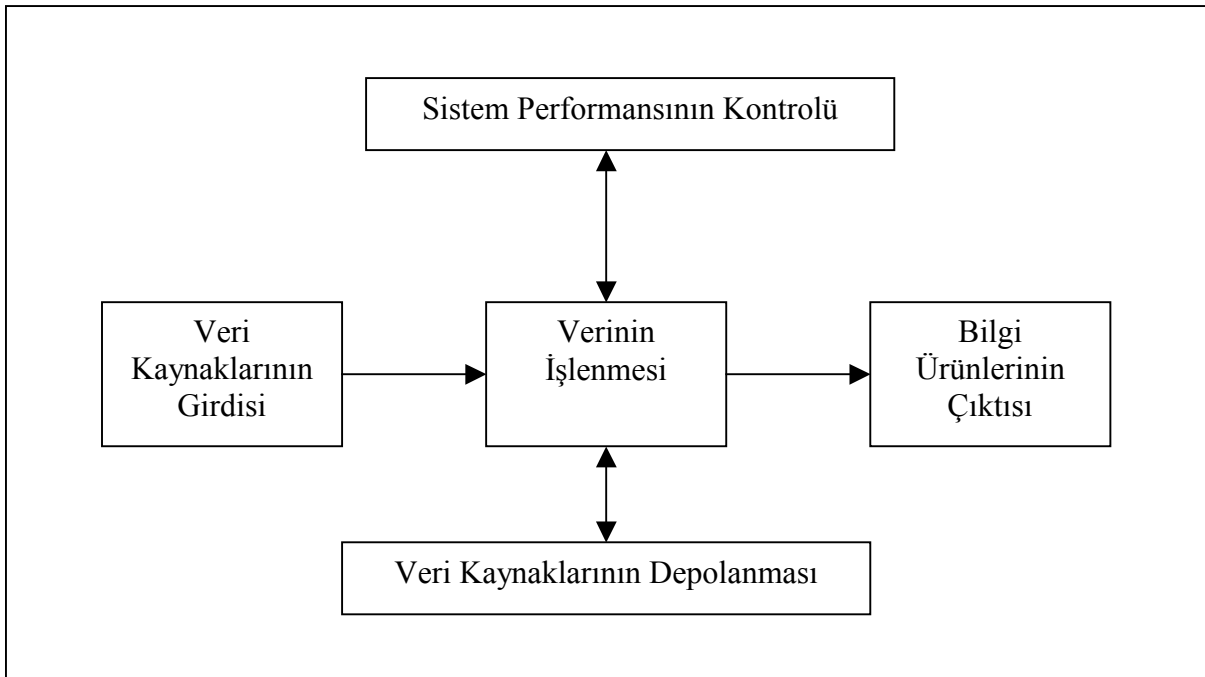 Sistem Performansının Kontrolü
Veri
Kaynaklarının
Girdisi
Verinin
İşlenmesi
Bilgi
Ürünlerinin
Çıktısı
Veri Kaynaklarının Depolanması